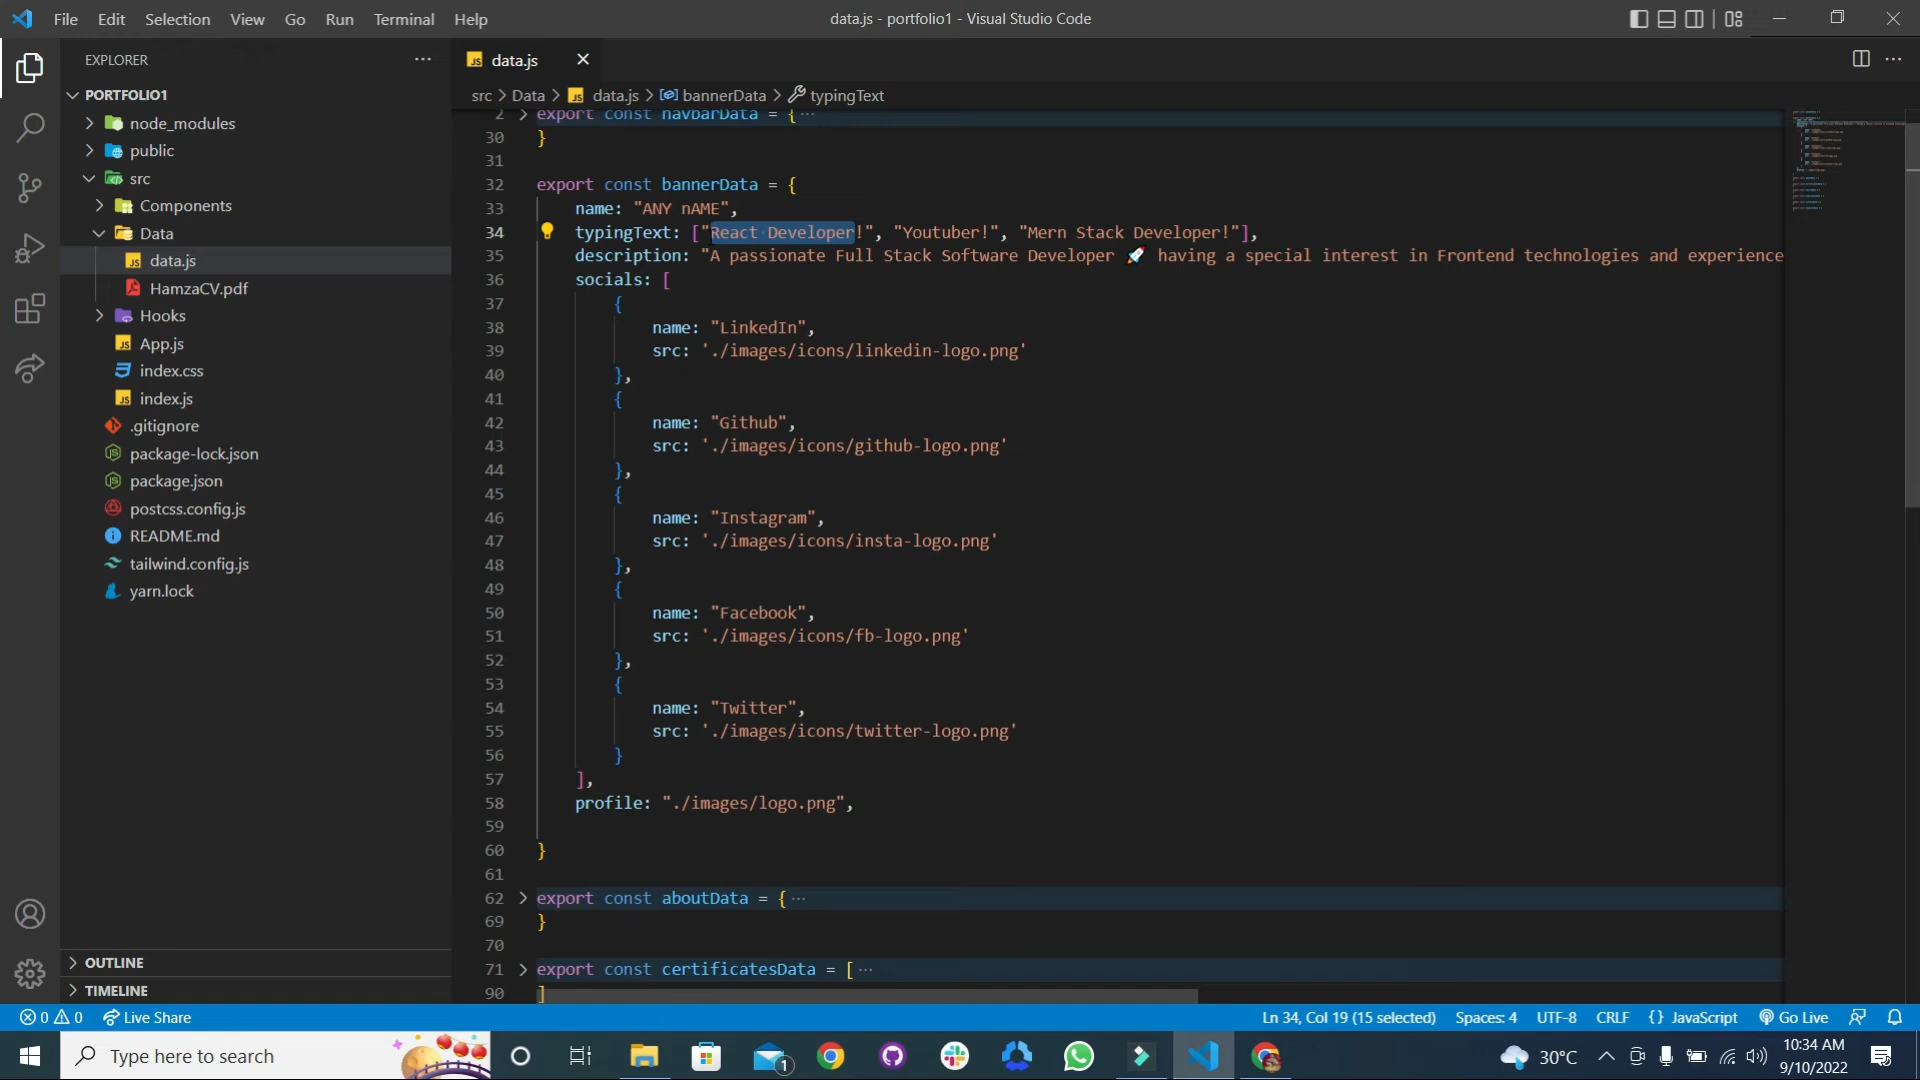 File Edit Selection View Go Run Terminal Help
data.js - portfolio1 - Visual Studio Code
EXPLORER
PORTFOLIO1
node_modules
public
src
Components
Data
data.js
HamzaCV.pdf
Hooks
App.js
index.css
index.js
.gitignore
package-lock.json
package.json
postcss.config.js
README.md
tailwind.config.js
yarn.lock
OUTLINE
TIMELINE
data.js
src > Data > data.js > bannerData > typingText
2 export const navbarData = {
30 }
31
32 export const bannerData = {
33 name: "ANY nAME",
34 typingText: ["React Developer!", "Youtuber!", "Mern Stack Developer!"],
35 description: "A passionate Full Stack Software Developer 🚀 having a special interest in Frontend technologies and experience
36 socials: [
37 {
38 name: "LinkedIn",
39 src: './images/icons/linkedin-logo.png'
40 },
41 {
42 name: "Github",
43 src: './images/icons/github-logo.png'
44 },
45 {
46 name: "Instagram",
47 src: './images/icons/insta-logo.png'
48 },
49 {
50 name: "Facebook",
51 src: './images/icons/fb-logo.png'
52 },
53 {
54 name: "Twitter",
55 src: './images/icons/twitter-logo.png'
56 }
57 ],
58 profile: "./images/logo.png",
59
60 }
61
62 export const aboutData = {
69 }
70
71 export const certificatesData = [
90 ]
0 0 Live Share
Ln 34, Col 19 (15 selected) Spaces: 4 UTF-8 CRLF {} JavaScript Go Live
Type here to search
1
30°C
10:34 AM
9/10/2022